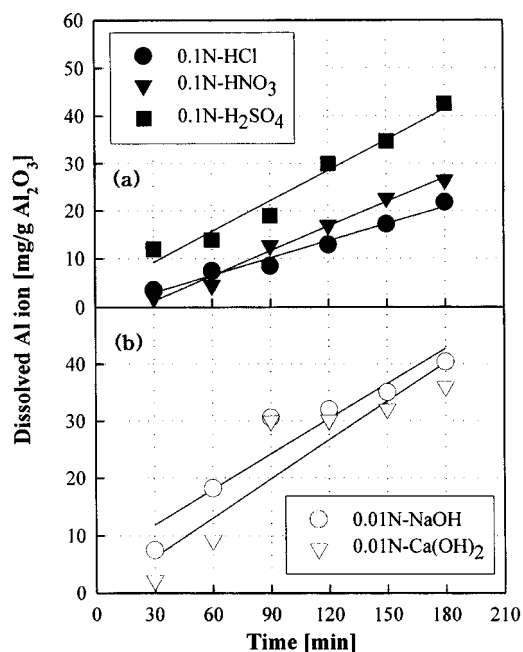 60
50
40
30
20
10
0
0.1N-HCl
0.1N-HNO3
0.1N-H2SO4
(a)
Dissolved Al ion [mg/g Al2O3]
(b)
40
30
20
10
0
0.01N-NaOH
0.01N-Ca(OH)2
0 30 60 90 120 150 180 210
Time [min]